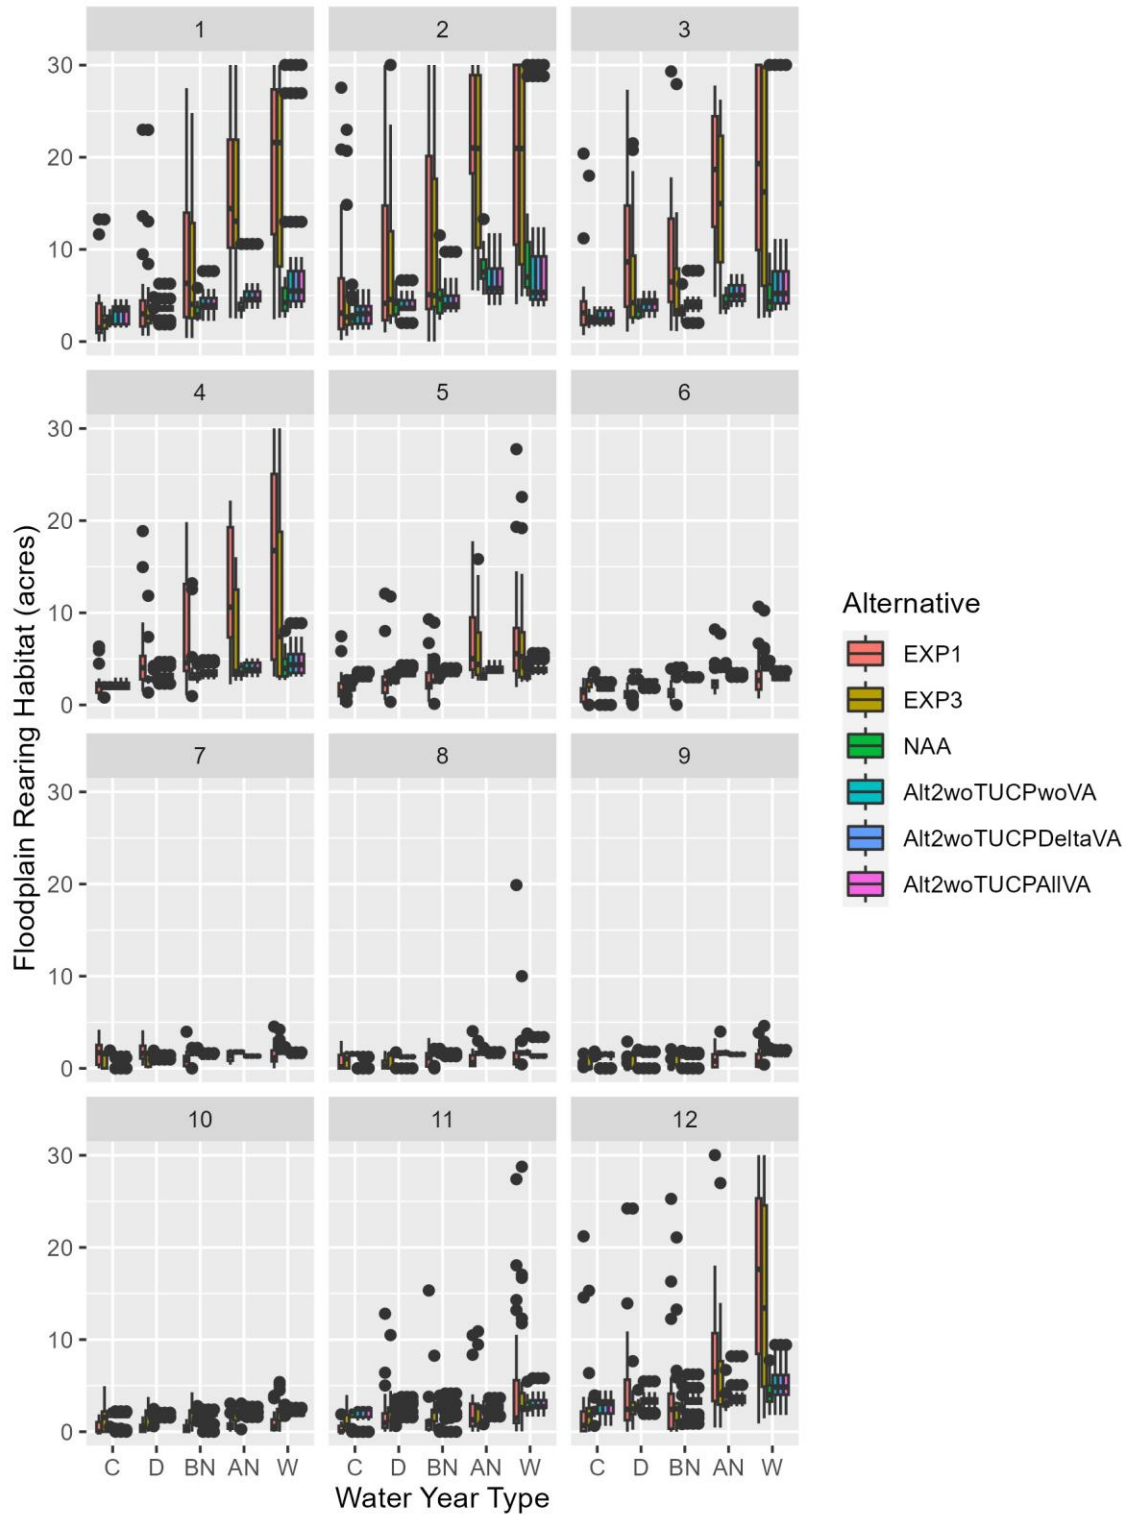 1 2 3
30
20
10
0
4 5 6
30
20
10
0
Floodplain Rearing Habitat (acres)
7 8 9
30
20
10
0
10 11 12
30
20
10
0
C D BN AN W C D BN AN W C D BN AN W
Water Year Type
Alternative
EXP1
EXP3
NAA
Alt2woTUCPwoVA
Alt2woTUCPDeltaVA
Alt2woTUCPAllVA